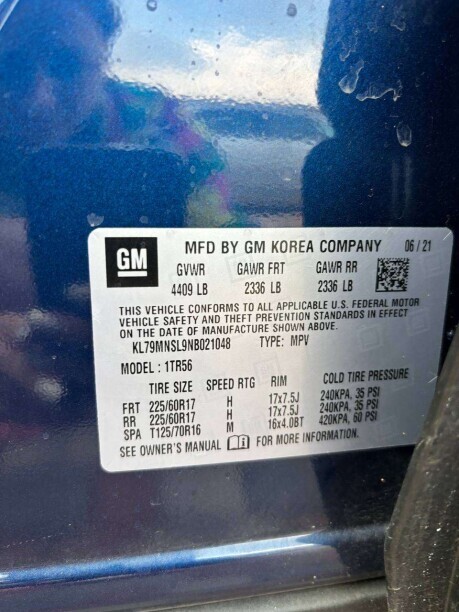 GM MFD BY GM KOREA COMPANY 06/21
GVWR GAWR FRT GAWR RR
4409 LB 2336 LB 2336 LB
THIS VEHICLE CONFORMS TO ALL APPLICABLE U.S. FEDERAL MOTOR
VEHICLE SAFETY AND THEFT PREVENTION STANDARDS IN EFFECT
ON THE DATE OF MANUFACTURE SHOWN ABOVE.
KL79MNSL9NB021048 TYPE: MPV
MODEL: 1TR56
TIRE SIZE SPEED RTG RIM COLD TIRE PRESSURE
FRT 225/60R17 H 17x7.5J 240KPA, 35 PSI
RR 225/60R17 H 17x7.5J 240KPA, 35 PSI
SPA T125/70R16 M 16x4.0BT 420KPA, 60 PSI
SEE OWNER'S MANUAL FOR MORE INFORMATION.